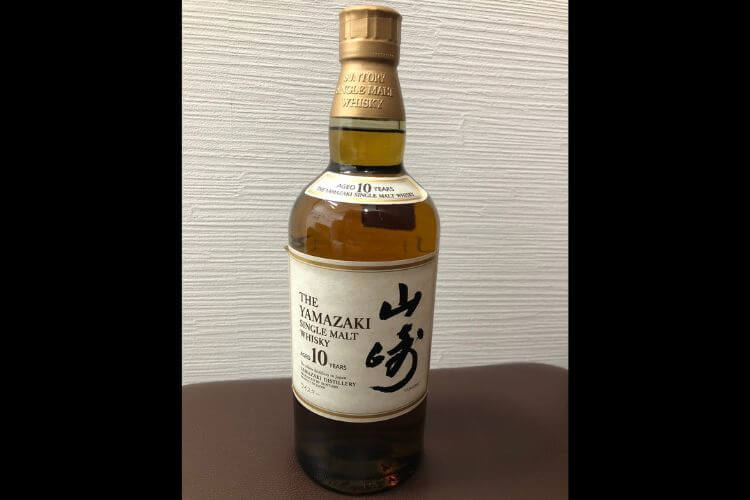 SUNTORY
SINGLE MALT
WHISKY
AGED 10 YEARS
THE YAMAZAKI SINGLE MALT WHISKY
THE
YAMAZAKI
SINGLE MALT
WHISKY
AGED 10 YEARS
YAMAZAKI DISTILLERY
山崎